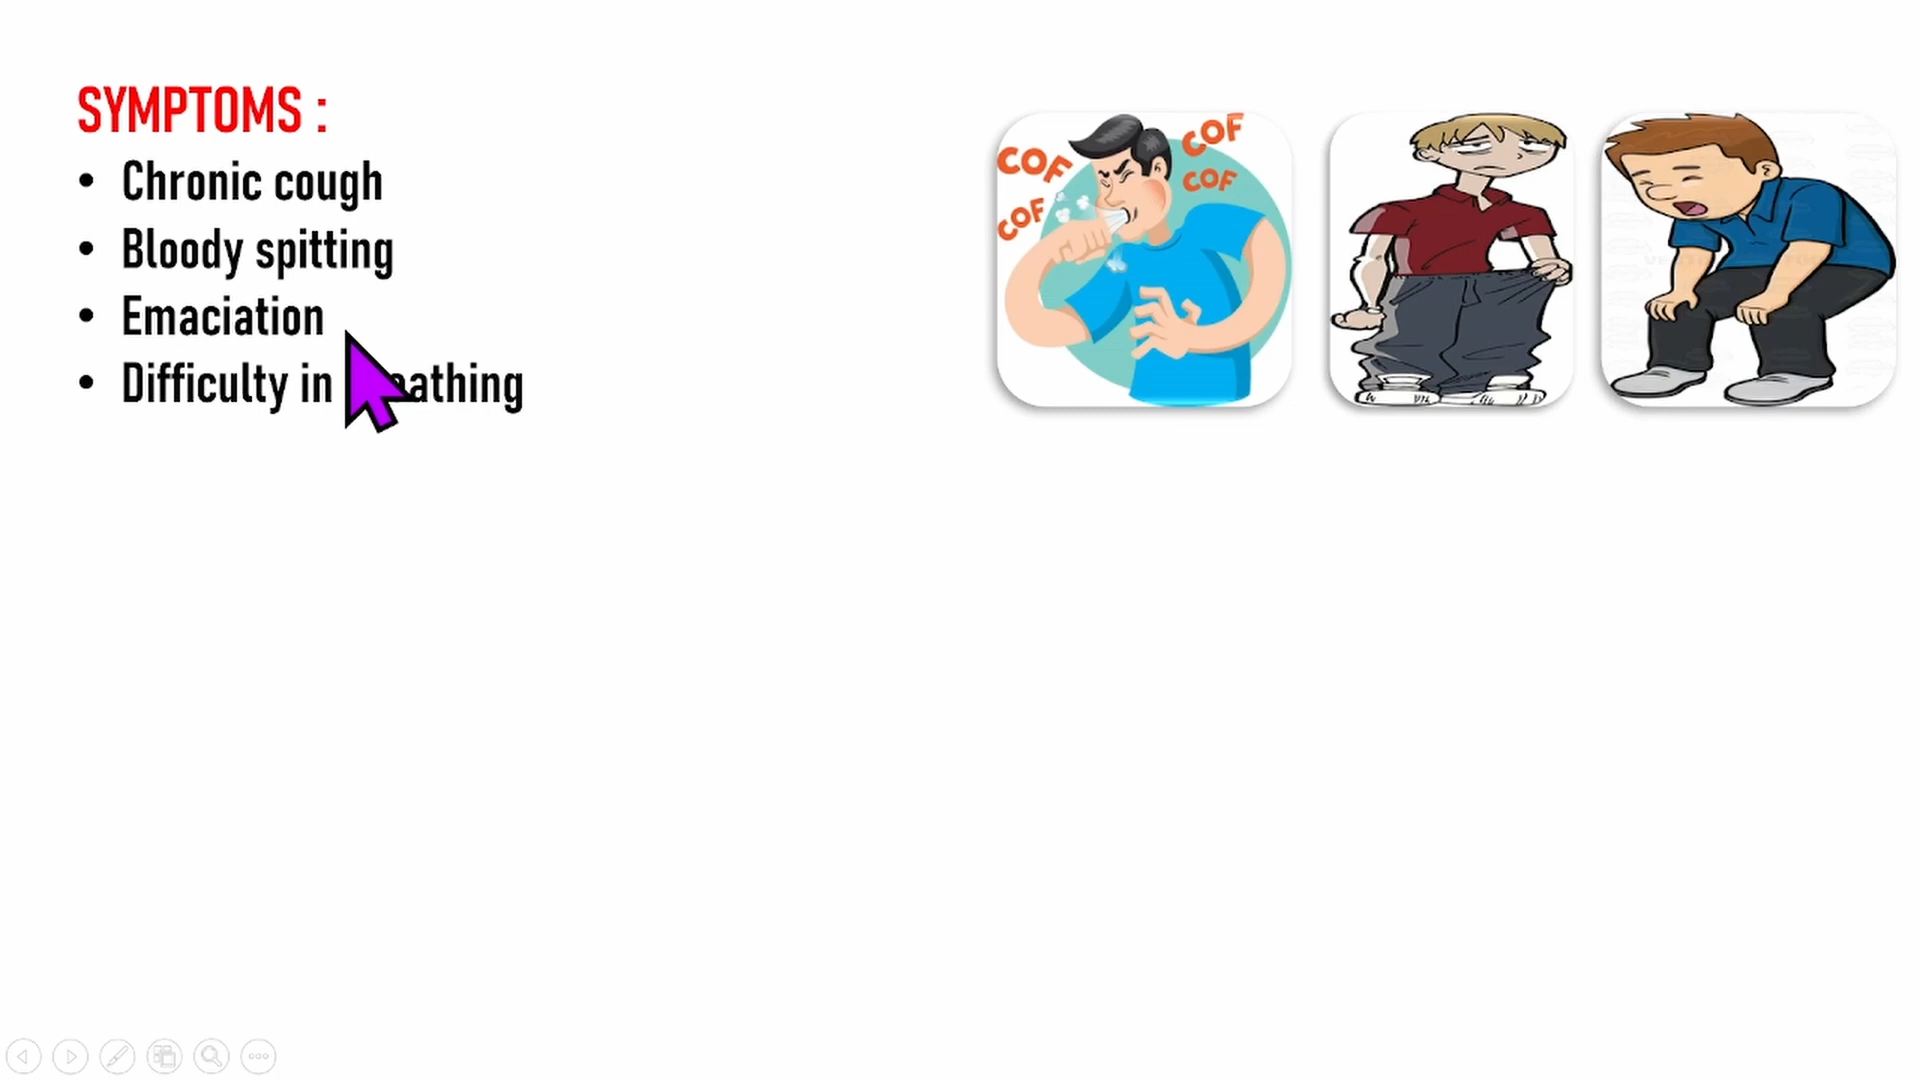 SYMPTOMS :
• Chronic cough
• Bloody spitting
• Emaciation
• Difficulty in
COF
COF
COF
COF